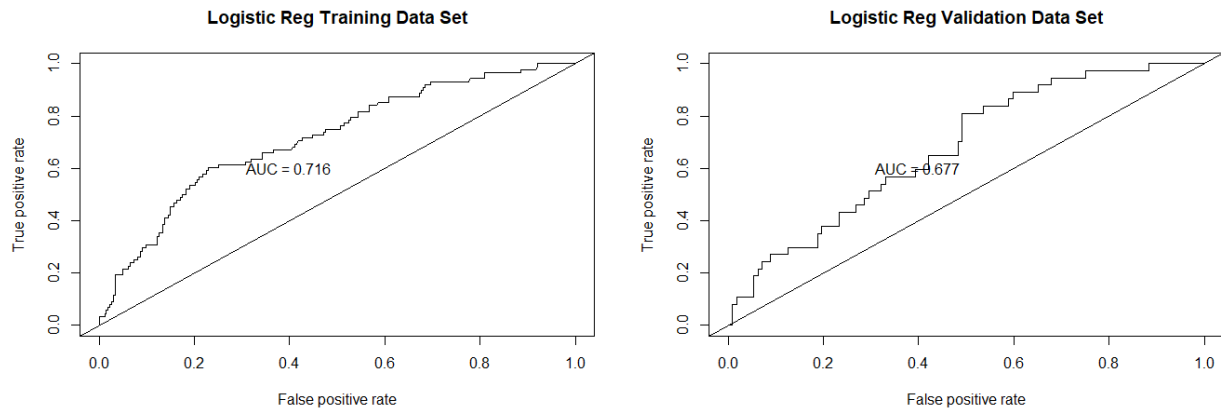 Logistic Reg Training Data Set
1.0
0.8
0.6
0.4
0.2
0.0
True positive rate
AUC = 0.716
0.0 0.2 0.4 0.6 0.8 1.0
False positive rate
Logistic Reg Validation Data Set
1.0
0.8
0.6
0.4
0.2
0.0
True positive rate
AUC = 0.677
0.0 0.2 0.4 0.6 0.8 1.0
False positive rate